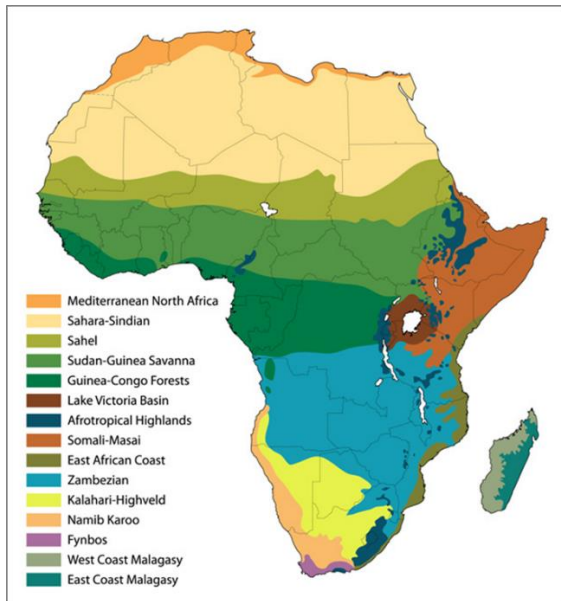 Mediterranean North Africa
Sahara-Sindian
Sahel
Sudan-Guinea Savanna
Guinea-Congo Forests
Lake Victoria Basin
Afrotropical Highlands
Somali-Masai
East African Coast
Zambezian
Kalahari-Highveld
Namib Karoo
Fynbos
West Coast Malagasy
East Coast Malagasy